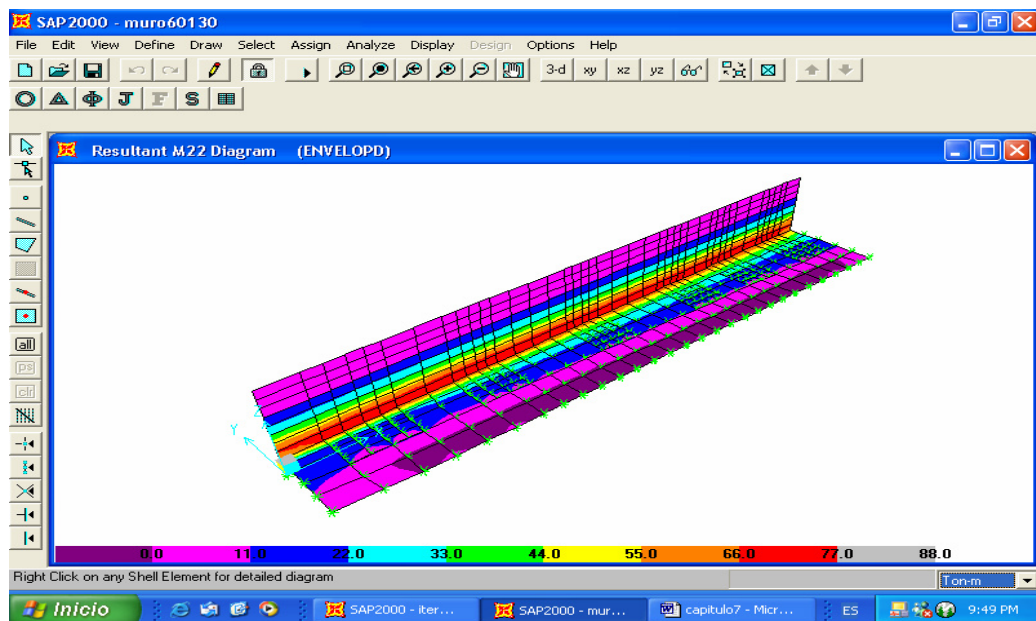 SAP2000 - muro60130
File Edit View Define Draw Select Assign Analyze Display Design Options Help
3-d xy xz yz
J F S
Resultant M22 Diagram (ENVELOPD)
all
ps
clr
Y
0.0 11.0 22.0 33.0 44.0 55.0 66.0 77.0 88.0
Right Click on any Shell Element for detailed diagram
Ton-m
Inicio SAP2000 - iter... SAP2000 - mur... capitulo7 - Micr... ES 9:49 PM